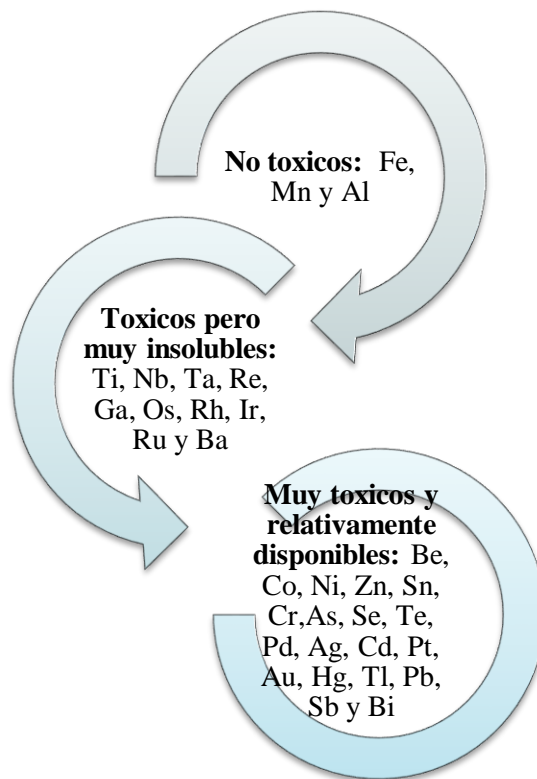 No toxicos: Fe,
Mn y Al
Toxicos pero
muy insolubles:
Ti, Nb, Ta, Re,
Ga, Os, Rh, Ir,
Ru y Ba
Muy toxicos y
relativamente
disponibles: Be,
Co, Ni, Zn, Sn,
Cr,As, Se, Te,
Pd, Ag, Cd, Pt,
Au, Hg, Tl, Pb,
Sb y Bi